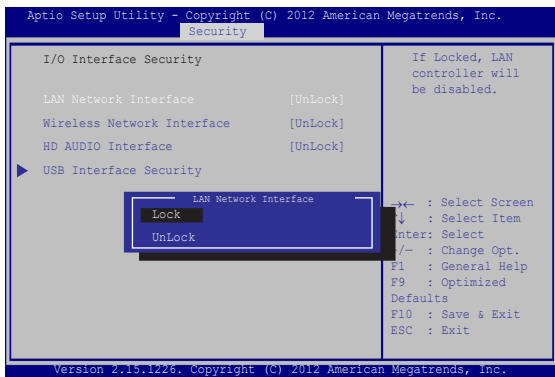 Aptio Setup Utility - Copyright (C) 2012 American Megatrends, Inc.
Security
I/O Interface Security
LAN Network Interface [UnLock]
Wireless Network Interface [UnLock]
HD AUDIO Interface [UnLock]
USB Interface Security
If Locked, LAN
controller will
be disabled.
LAN Network Interface
Lock
UnLock
→← : Select Screen
↓ : Select Item
nter: Select
/— : Change Opt.
F1 : General Help
F9 : Optimized
Defaults
F10 : Save & Exit
ESC : Exit
Version 2.15.1226. Copyright (C) 2012 American Megatrends, Inc.